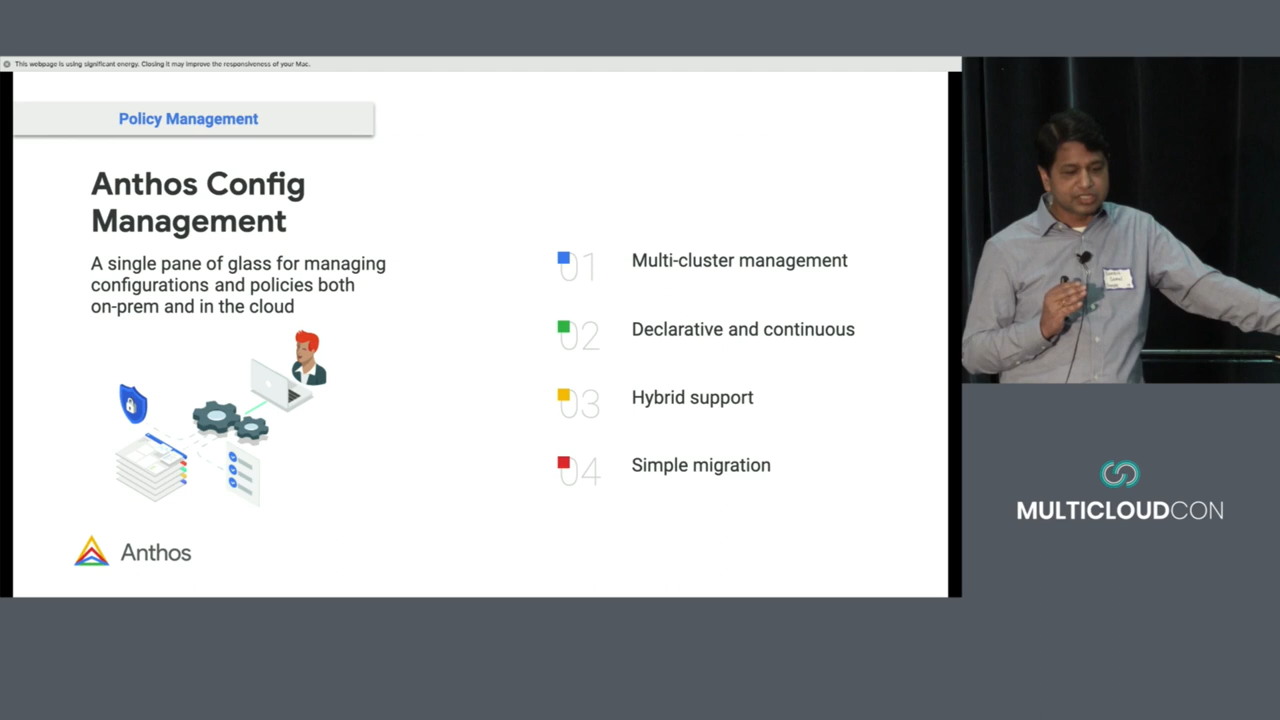 This webpage is using significant energy. Closing it may improve the responsiveness of your Mac.
Policy Management
Anthos Config
Management
A single pane of glass for managing
configurations and policies both
on-prem and in the cloud
01 Multi-cluster management
02 Declarative and continuous
03 Hybrid support
04 Simple migration
Anthos
MULTICLOUDCON